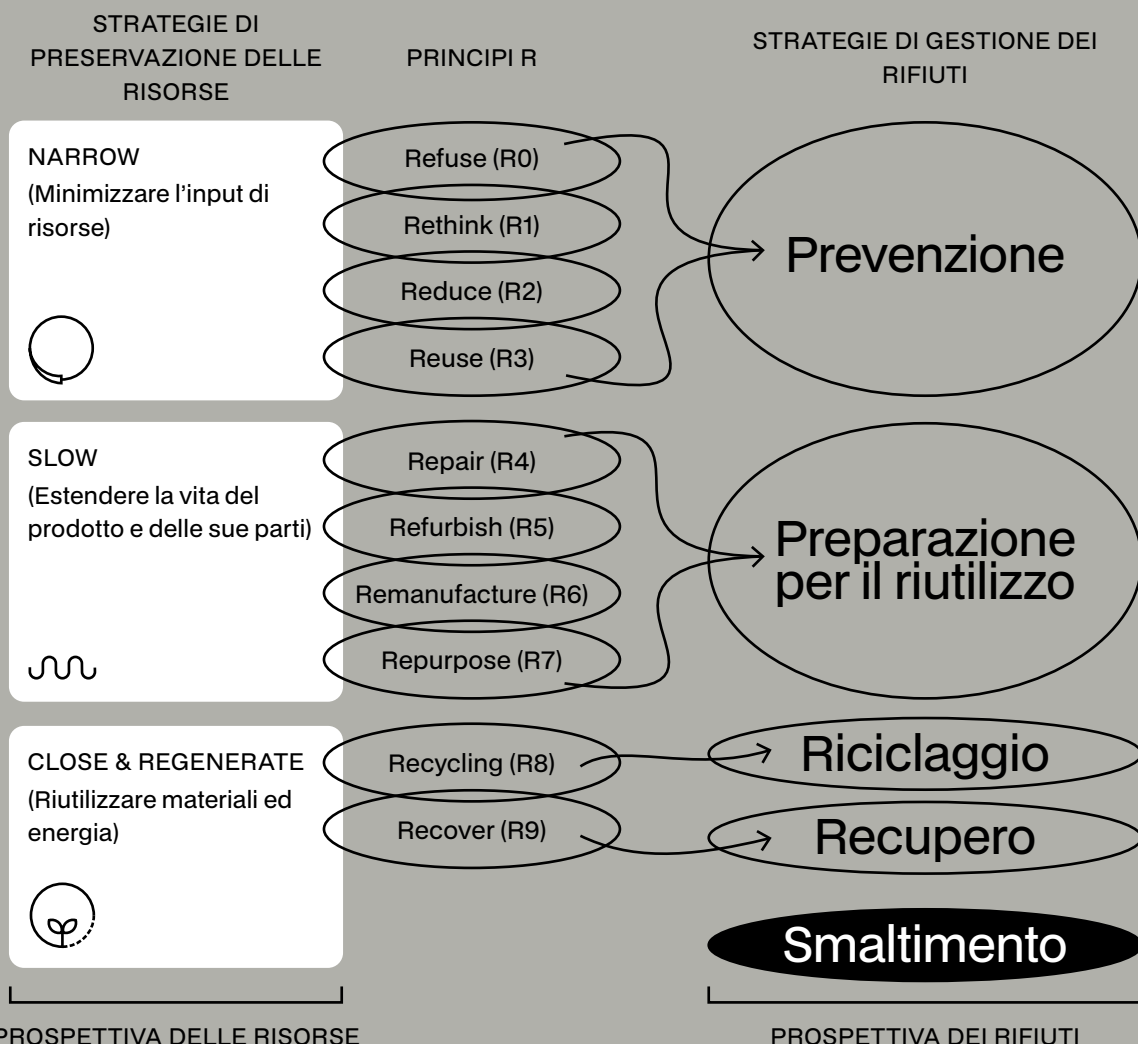 STRATEGIE DI
PRESERVAZIONE DELLE
RISORSE
PRINCIPI R
STRATEGIE DI GESTIONE DEI
RIFIUTI
NARROW
(Minimizzare l’input di
risorse)
Refuse (R0)
Rethink (R1)
Reduce (R2)
Reuse (R3)
Prevenzione
SLOW
(Estendere la vita del
prodotto e delle sue parti)
Repair (R4)
Refurbish (R5)
Remanufacture (R6)
Repurpose (R7)
Preparazione
per il riutilizzo
CLOSE & REGENERATE
(Riutilizzare materiali ed
energia)
Recycling (R8)
Recover (R9)
Riciclaggio
Recupero
Smaltimento
PROSPETTIVA DELLE RISORSE
PROSPETTIVA DEI RIFIUTI